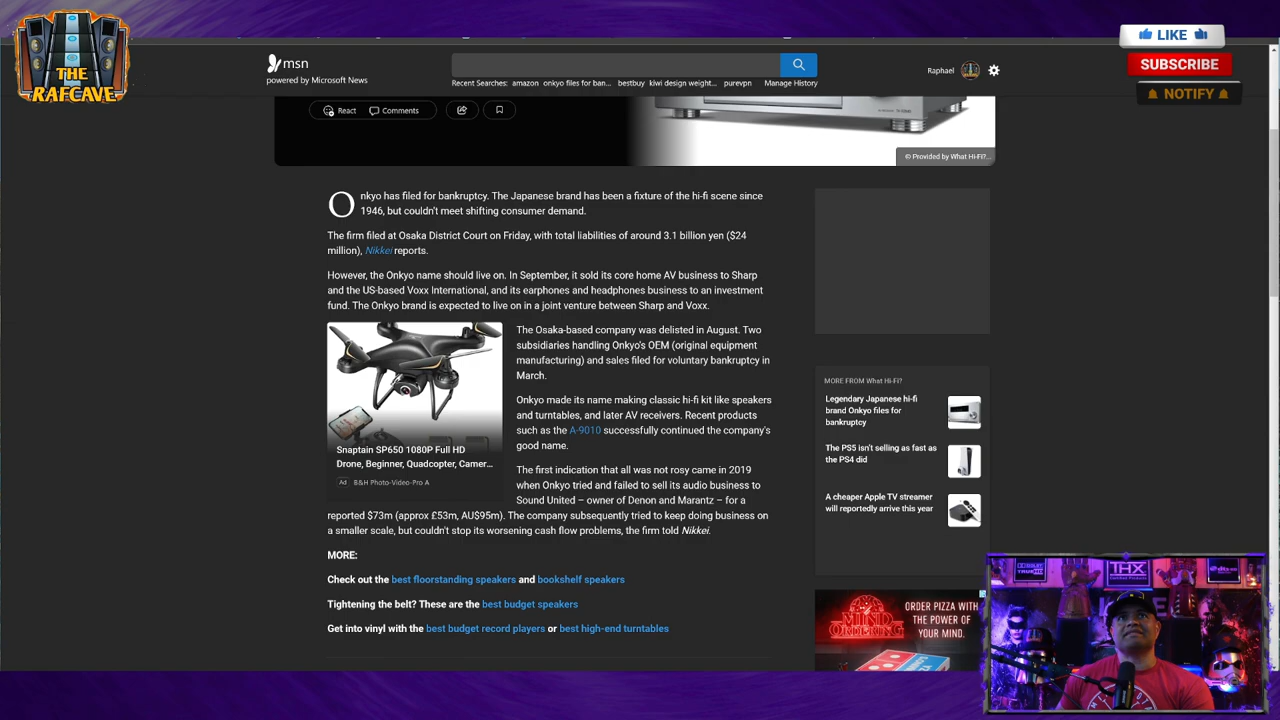 THE
RAFCAVE
LIKE
SUBSCRIBE
NOTIFY
msn
powered by Microsoft News
Recent Searches: amazon onkyo files for ban... bestbuy kiwi design weight... purevpn Manage History
Raphael
React Comments
© Provided by What Hi-Fi?...
Onkyo has filed for bankruptcy. The Japanese brand has been a fixture of the hi-fi scene since
1946, but couldn't meet shifting consumer demand.
The firm filed at Osaka District Court on Friday, with total liabilities of around 3.1 billion yen ($24
million), Nikkei reports.
However, the Onkyo name should live on. In September, it sold its core home AV business to Sharp
and the US-based Voxx International, and its earphones and headphones business to an investment
fund. The Onkyo brand is expected to live on in a joint venture between Sharp and Voxx.
Snaptain SP650 1080P Full HD
Drone, Beginner, Quadcopter, Camer...
Ad B&H Photo-Video-Pro A
The Osaka-based company was delisted in August. Two
subsidiaries handling Onkyo's OEM (original equipment
manufacturing) and sales filed for voluntary bankruptcy in
March.
Onkyo made its name making classic hi-fi kit like speakers
and turntables, and later AV receivers. Recent products
such as the A-9010 successfully continued the company's
good name.
The first indication that all was not rosy came in 2019
when Onkyo tried and failed to sell its audio business to
Sound United – owner of Denon and Marantz – for a
reported $73m (approx £53m, AU$95m). The company subsequently tried to keep doing business on
a smaller scale, but couldn't stop its worsening cash flow problems, the firm told Nikkei.
MORE:
Check out the best floorstanding speakers and bookshelf speakers
Tightening the belt? These are the best budget speakers
Get into vinyl with the best budget record players or best high-end turntables
MORE FROM What Hi-Fi?
Legendary Japanese hi-fi
brand Onkyo files for
bankruptcy
The PS5 isn't selling as fast as
the PS4 did
A cheaper Apple TV streamer
will reportedly arrive this year
MIND
ORDERING
ORDER PIZZA WITH
THE POWER OF
YOUR MIND.
THX
dts